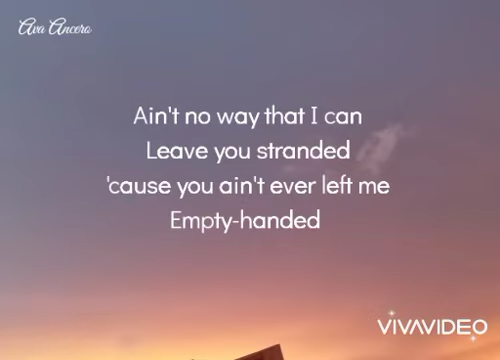 Ava Ancero
Ain't no way that I can
Leave you stranded
'cause you ain't ever left me
Empty-handed
VIVAVIDEO